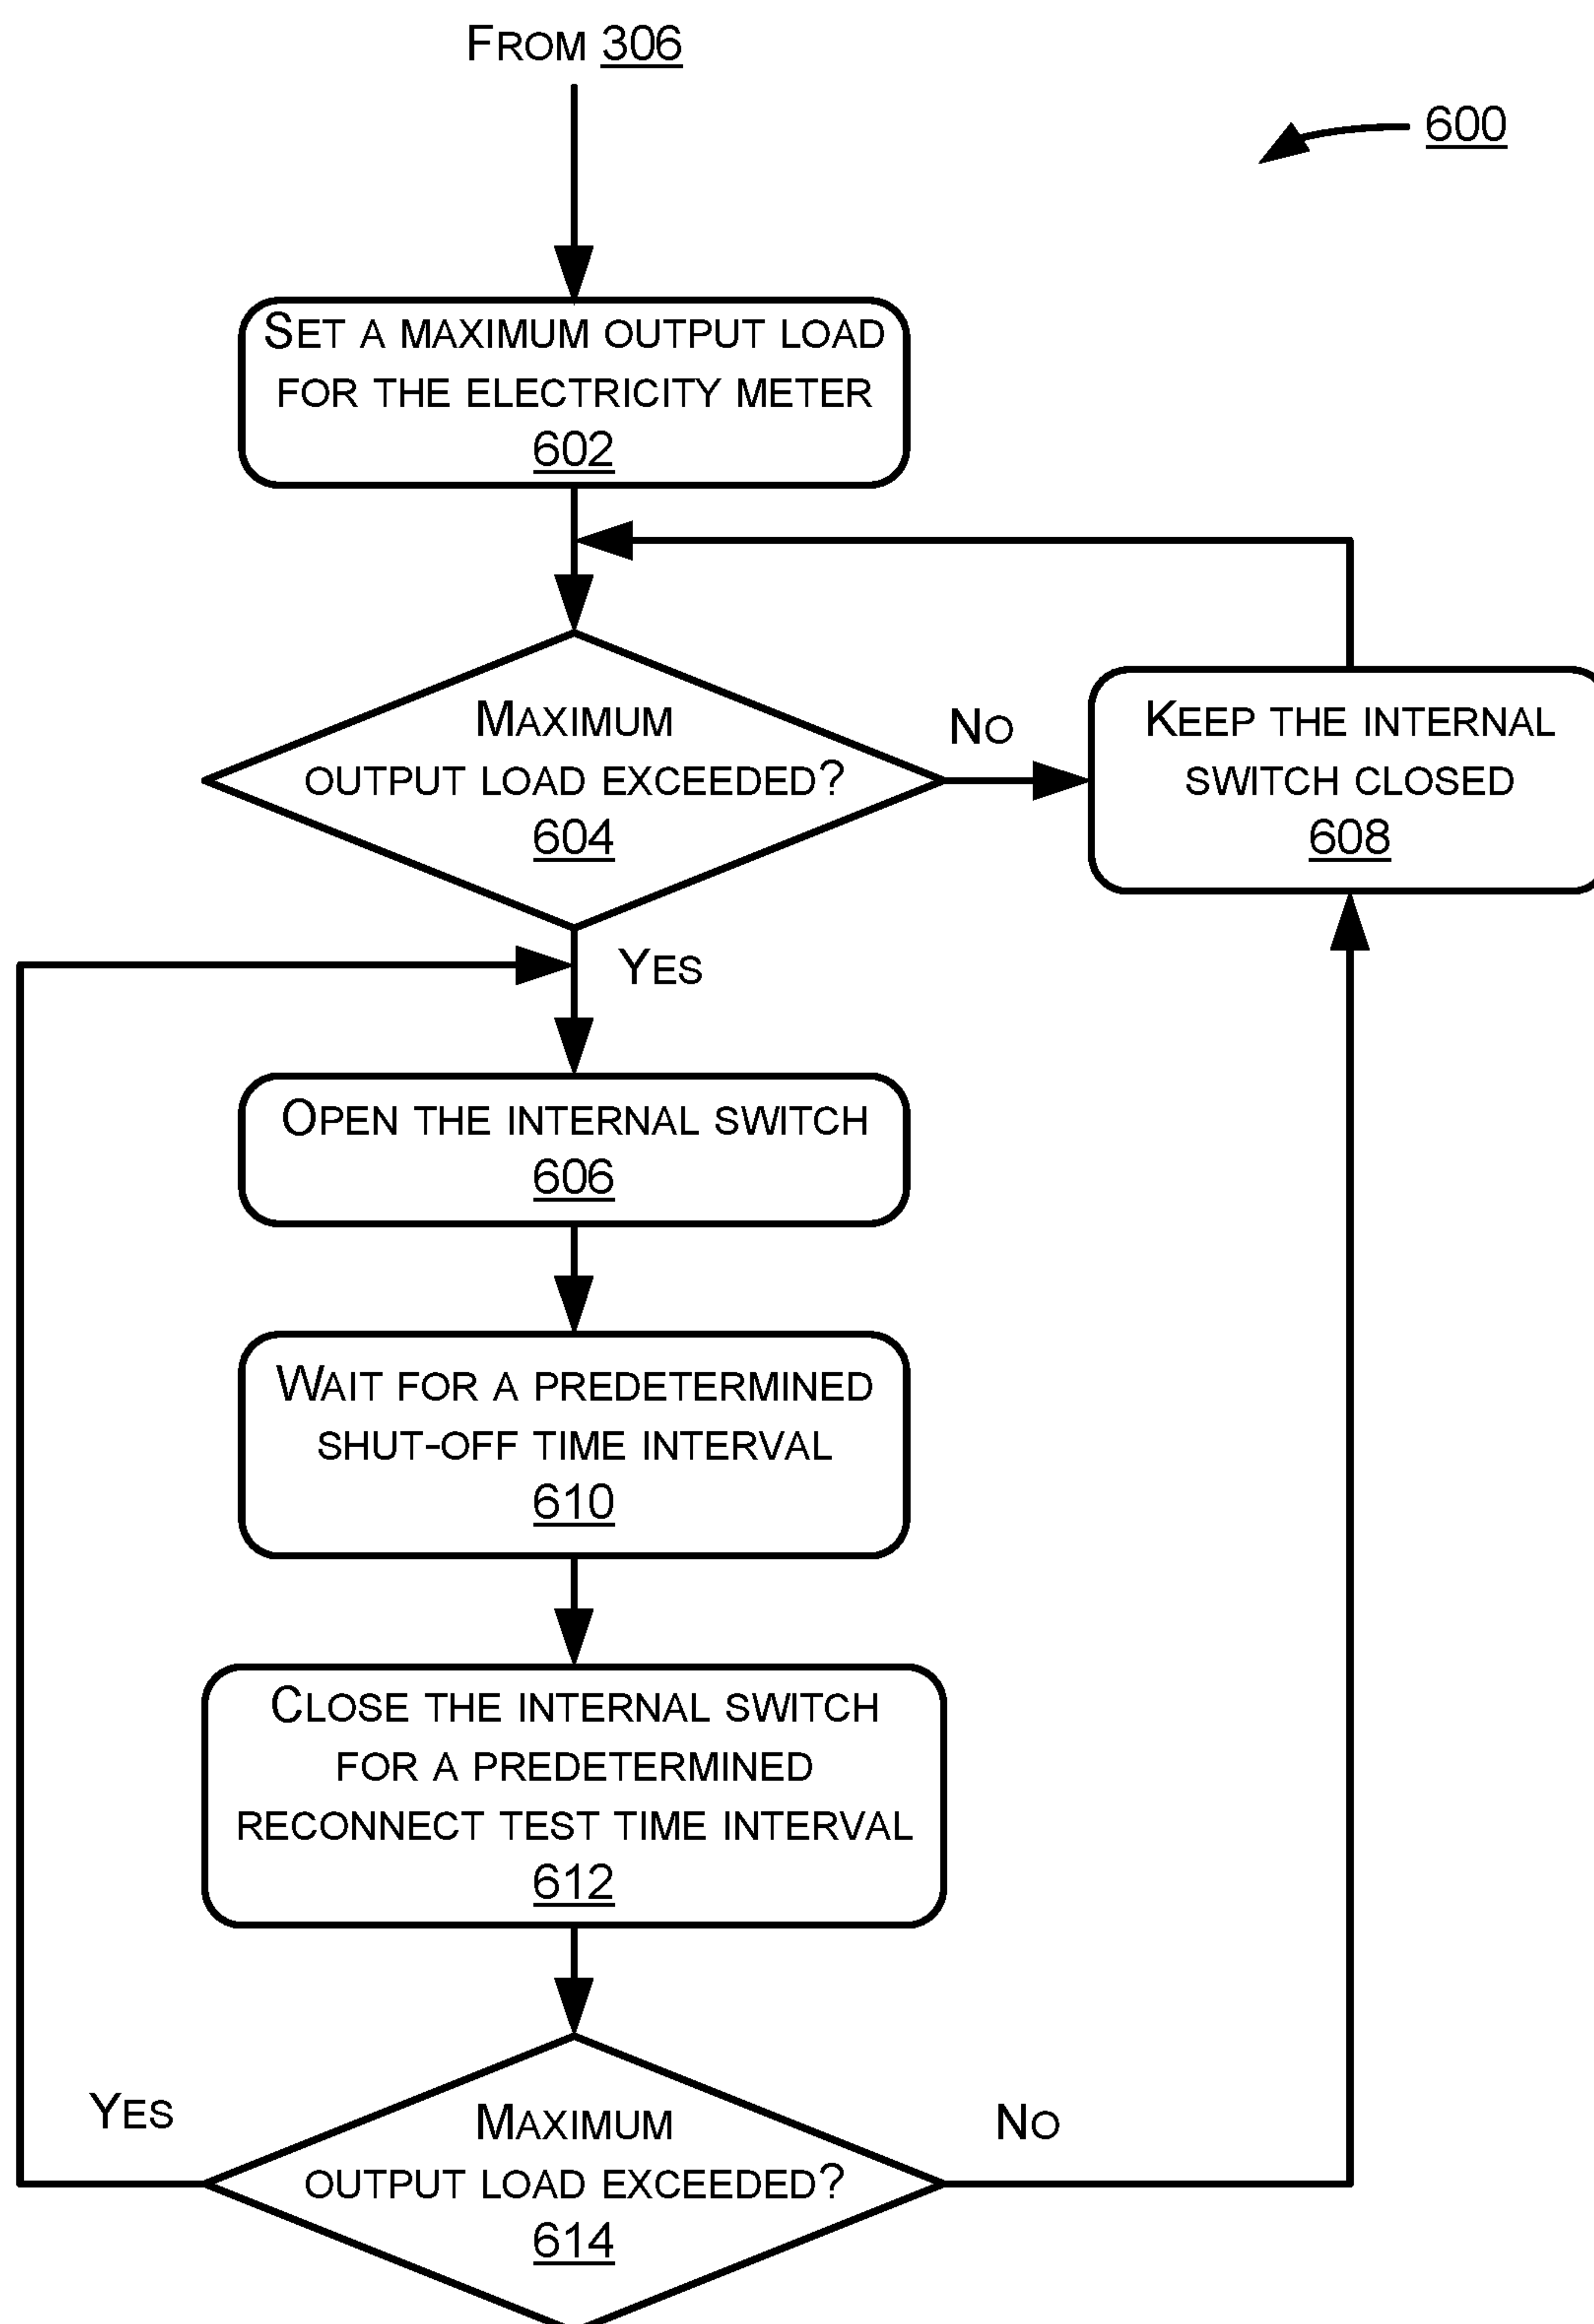 FROM 306
600
SET A MAXIMUM OUTPUT LOAD
FOR THE ELECTRICITY METER
602
MAXIMUM
OUTPUT LOAD EXCEEDED?
604
NO
KEEP THE INTERNAL
SWITCH CLOSED
608
YES
OPEN THE INTERNAL SWITCH
606
WAIT FOR A PREDETERMINED
SHUT-OFF TIME INTERVAL
610
CLOSE THE INTERNAL SWITCH
FOR A PREDETERMINED
RECONNECT TEST TIME INTERVAL
612
YES
MAXIMUM
OUTPUT LOAD EXCEEDED?
614
NO